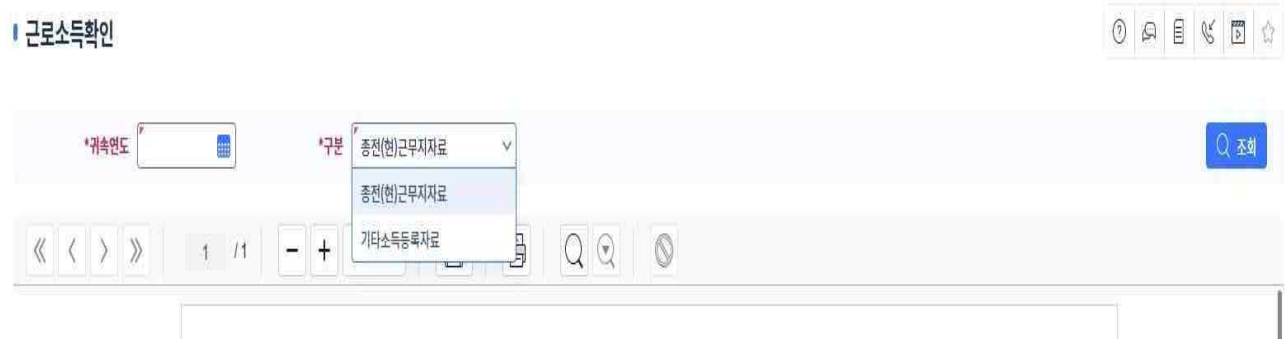 근로소득확인
*귀속연도 *구분 종전(현)근무지자료 조회
종전(현)근무지자료
기타소득등록자료
1 /1